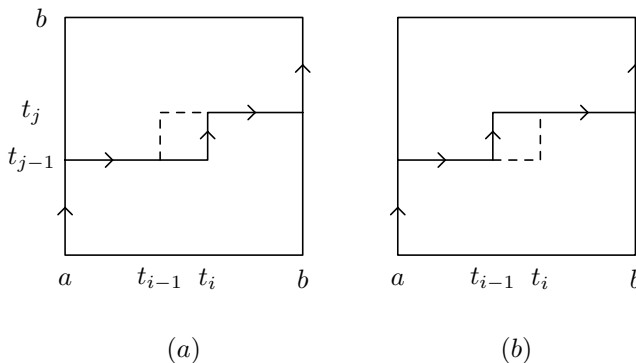 b
t_j
t_{j−1}
a t_{i−1} t_i b a t_{i−1} t_i b
(a) (b)